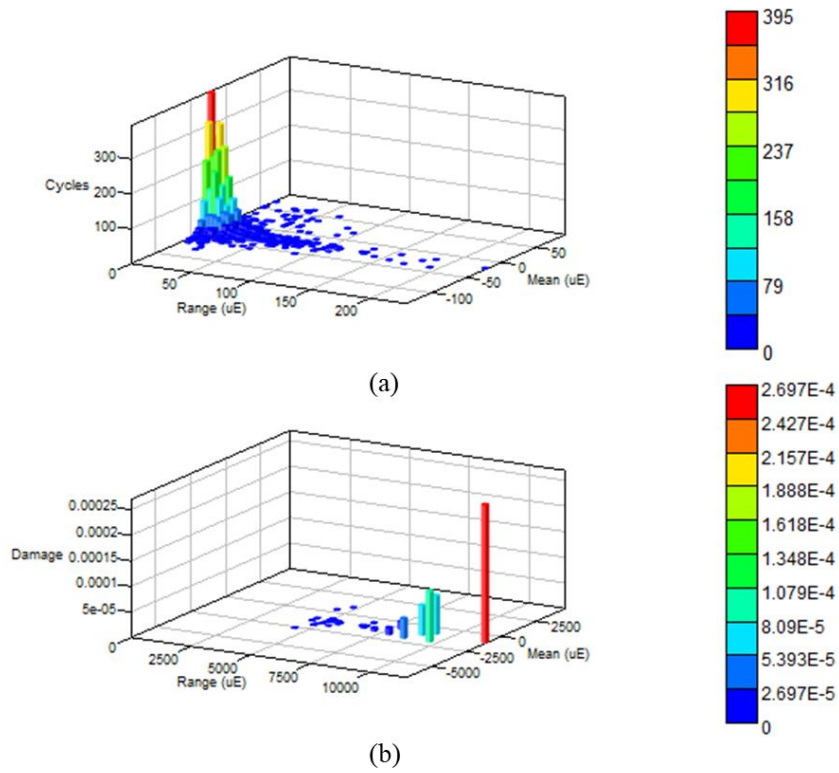 395
316
237
158
79
0
300
200
100
Cycles
0
50
100
150
200
Range (uE)
-100
-50
0
50
Mean (uE)
(a)
2.697E-4
2.427E-4
2.157E-4
1.888E-4
1.618E-4
1.348E-4
1.079E-4
8.09E-5
5.393E-5
2.697E-5
0
0.00025
0.0002
0.00015
0.0001
5e-05
Damage
0
2500
5000
7500
10000
Range (uE)
-5000
-2500
0
2500
Mean (uE)
(b)